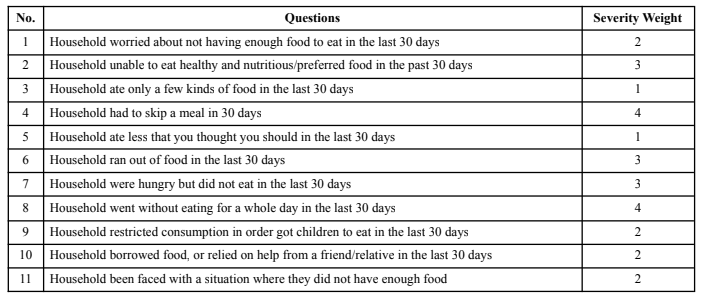 No. Questions Severity Weight
1 Household worried about not having enough food to eat in the last 30 days 2
2 Household unable to eat healthy and nutritious/preferred food in the past 30 days 3
3 Household ate only a few kinds of food in the last 30 days 1
4 Household had to skip a meal in 30 days 4
5 Household ate less that you thought you should in the last 30 days 1
6 Household ran out of food in the last 30 days 3
7 Household were hungry but did not eat in the last 30 days 3
8 Household went without eating for a whole day in the last 30 days 4
9 Household restricted consumption in order got children to eat in the last 30 days 2
10 Household borrowed food, or relied on help from a friend/relative in the last 30 days 2
11 Household been faced with a situation where they did not have enough food 2